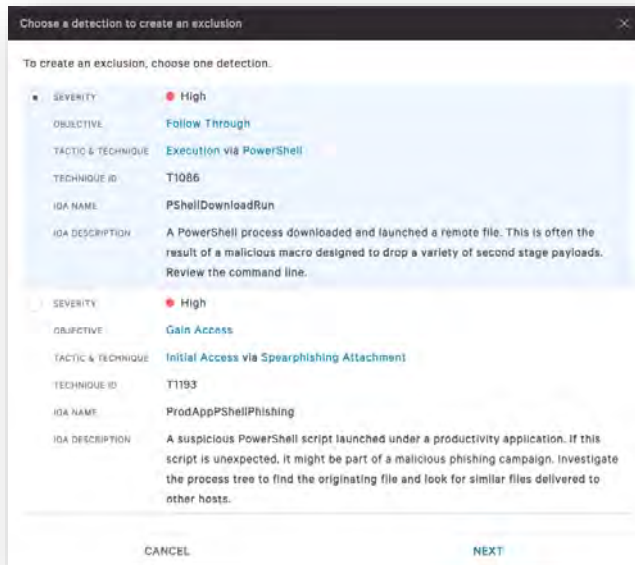 Choose a detection to create an exclusion
To create an exclusion, choose one detection.
SEVERITY High
OBJECTIVE Follow Through
TACTIC & TECHNIQUE Execution via PowerShell
TECHNIQUE ID T1086
IOA NAME PShellDownloadRun
IOA DESCRIPTION A PowerShell process downloaded and launched a remote file. This is often the
result of a malicious macro designed to drop a variety of second stage payloads.
Review the command line.
SEVERITY High
OBJECTIVE Gain Access
TACTIC & TECHNIQUE Initial Access via Spearphishing Attachment
TECHNIQUE ID T1193
IOA NAME ProdAppPShellPhishing
IOA DESCRIPTION A suspicious PowerShell script launched under a productivity application. If this
script is unexpected, it might be part of a malicious phishing campaign. Investigate
the process tree to find the originating file and look for similar files delivered to
other hosts.
CANCEL NEXT